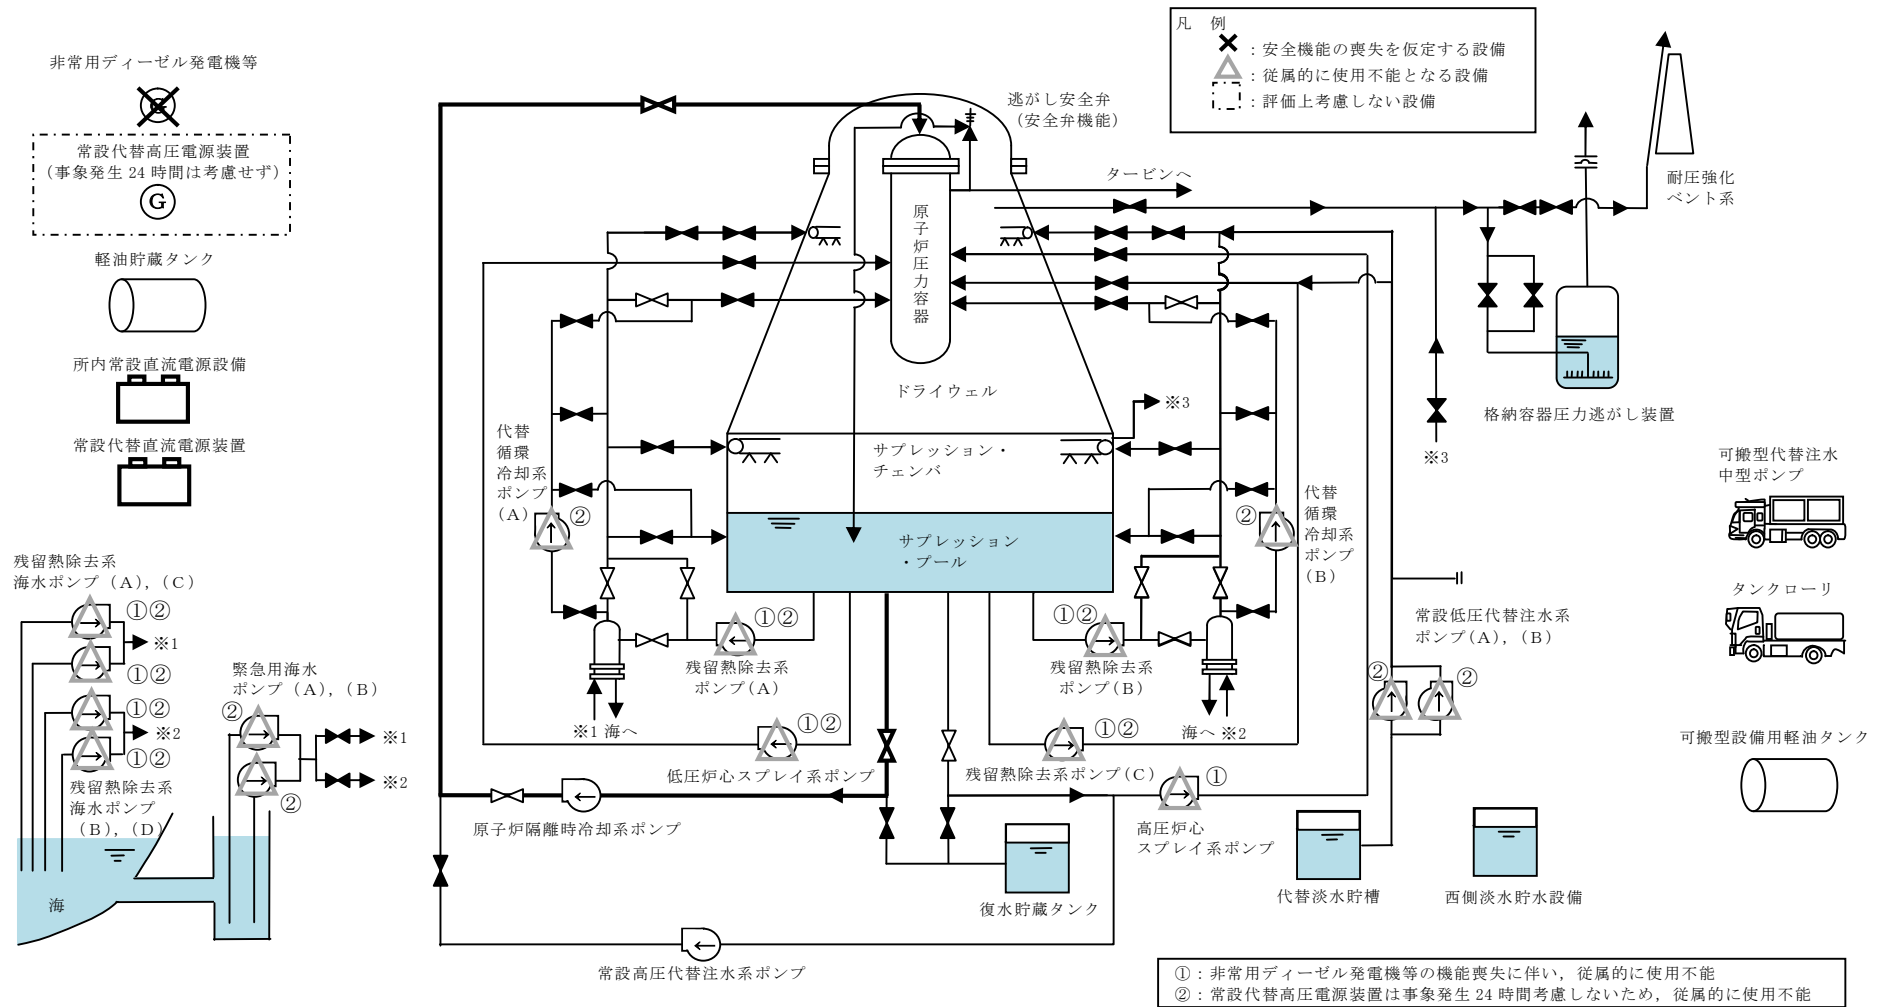 非常用ディーゼル発電機等
G
常設代替高圧電源装置
（事象発生 24 時間は考慮せず）
G
軽油貯蔵タンク
所内常設直流電源設備
常設代替直流電源装置
残留熱除去系
海水ポンプ（A），（C）
①②
※1
①②
①②
※2
①②
残留熱除去系
海水ポンプ
（B），（D）
海
緊急用海水
ポンプ（A），（B）
②
②
※1
※2
代替
循環
冷却系
ポンプ
（A）
②
逃がし安全弁
（安全弁機能）
原子炉圧力容器
タービンへ
ドライウェル
サプレッション・
チェンバ
サプレッション
・プール
※3
代替
循環
冷却系
ポンプ
（B）
②
①②
残留熱除去系
ポンプ(A)
※1 海へ
①②
低圧炉心スプレイ系ポンプ
①②
残留熱除去系
ポンプ(B)
海へ ※2
①②
残留熱除去系ポンプ(C)
①
高圧炉心
スプレイ系ポンプ
原子炉隔離時冷却系ポンプ
常設高圧代替注水系ポンプ
復水貯蔵タンク
常設低圧代替注水系
ポンプ(A)，(B)
②
②
代替淡水貯槽
西側淡水貯水設備
凡 例
：安全機能の喪失を仮定する設備
：従属的に使用不能となる設備
：評価上考慮しない設備
耐圧強化
ベント系
格納容器圧力逃がし装置
※3
可搬型代替注水
中型ポンプ
タンクローリ
可搬型設備用軽油タンク
①：非常用ディーゼル発電機等の機能喪失に伴い，従属的に使用不能
②：常設代替高圧電源装置は事象発生 24 時間考慮しないため，従属的に使用不能